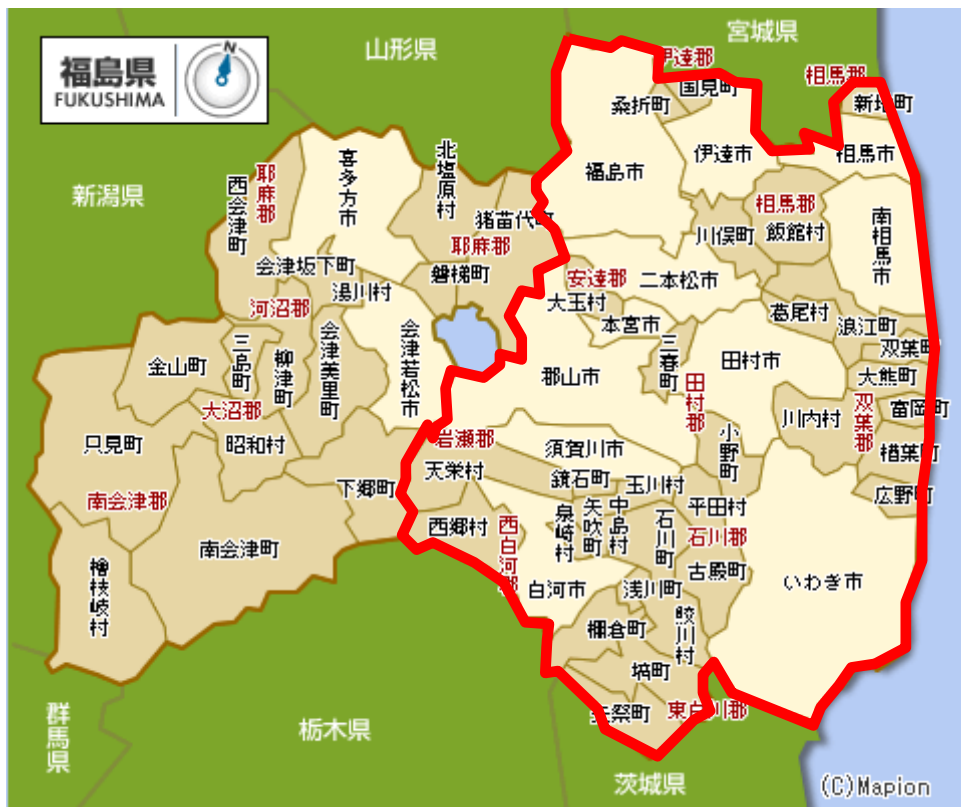 福島県
FUKUSHIMA
N
山形県
宮城県
新潟県
群馬県
栃木県
茨城県
伊達郡
国見町
桑折町
相馬郡
新地町
伊達市
相馬市
福島市
北塩原村
喜多方市
耶麻郡
西会津町
猪苗代町
耶麻郡
磐梯町
相馬郡
飯館村
川俣町
南相馬市
会津坂下町
湯川村
河沼郡
安達郡
大玉村
二本松市
本宮市
葛尾村
浪江町
双葉町
大熊町
富岡町
双葉郡
楢葉町
広野町
川内村
田村市
三春町
田村郡
小野町
郡山市
会津若松市
会津美里町
柳津町
三島町
金山町
大沼郡
昭和村
只見町
南会津郡
南会津町
檜枝岐村
下郷町
岩瀬郡
天栄村
須賀川市
鏡石町
玉川村
平田村
石川郡
石川町
中島村
矢吹町
泉崎村
西白河郡
西郷村
白河市
浅川町
古殿町
いわき市
鮫川村
棚倉町
塙町
矢祭町
東白川郡
(C)Mapion